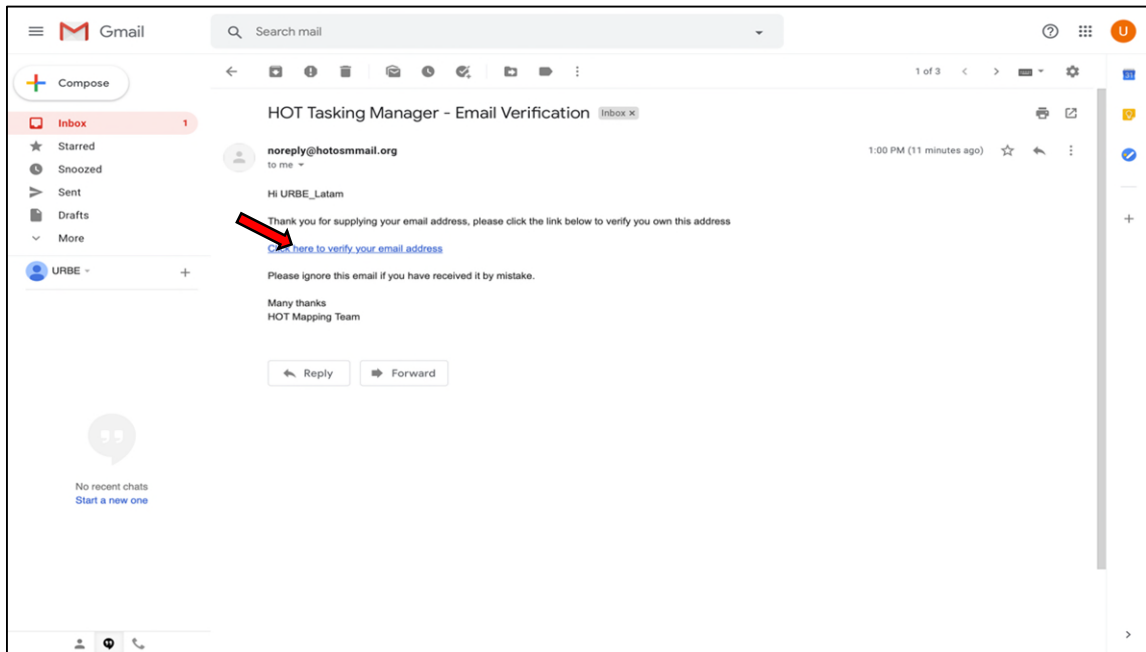 Gmail
Search mail
U
Compose
1 of 3
31
HOT Tasking Manager - Email Verification Inbox x
Inbox 1
Starred
Snoozed
Sent
Drafts
More
URBE
noreply@hotosmmail.org 1:00 PM (11 minutes ago)
to me
Hi URBE_Latam
Thank you for supplying your email address, please click the link below to verify you own this address
Click here to verify your email address
Please ignore this email if you have received it by mistake.
Many thanks
HOT Mapping Team
Reply Forward
No recent chats
Start a new one